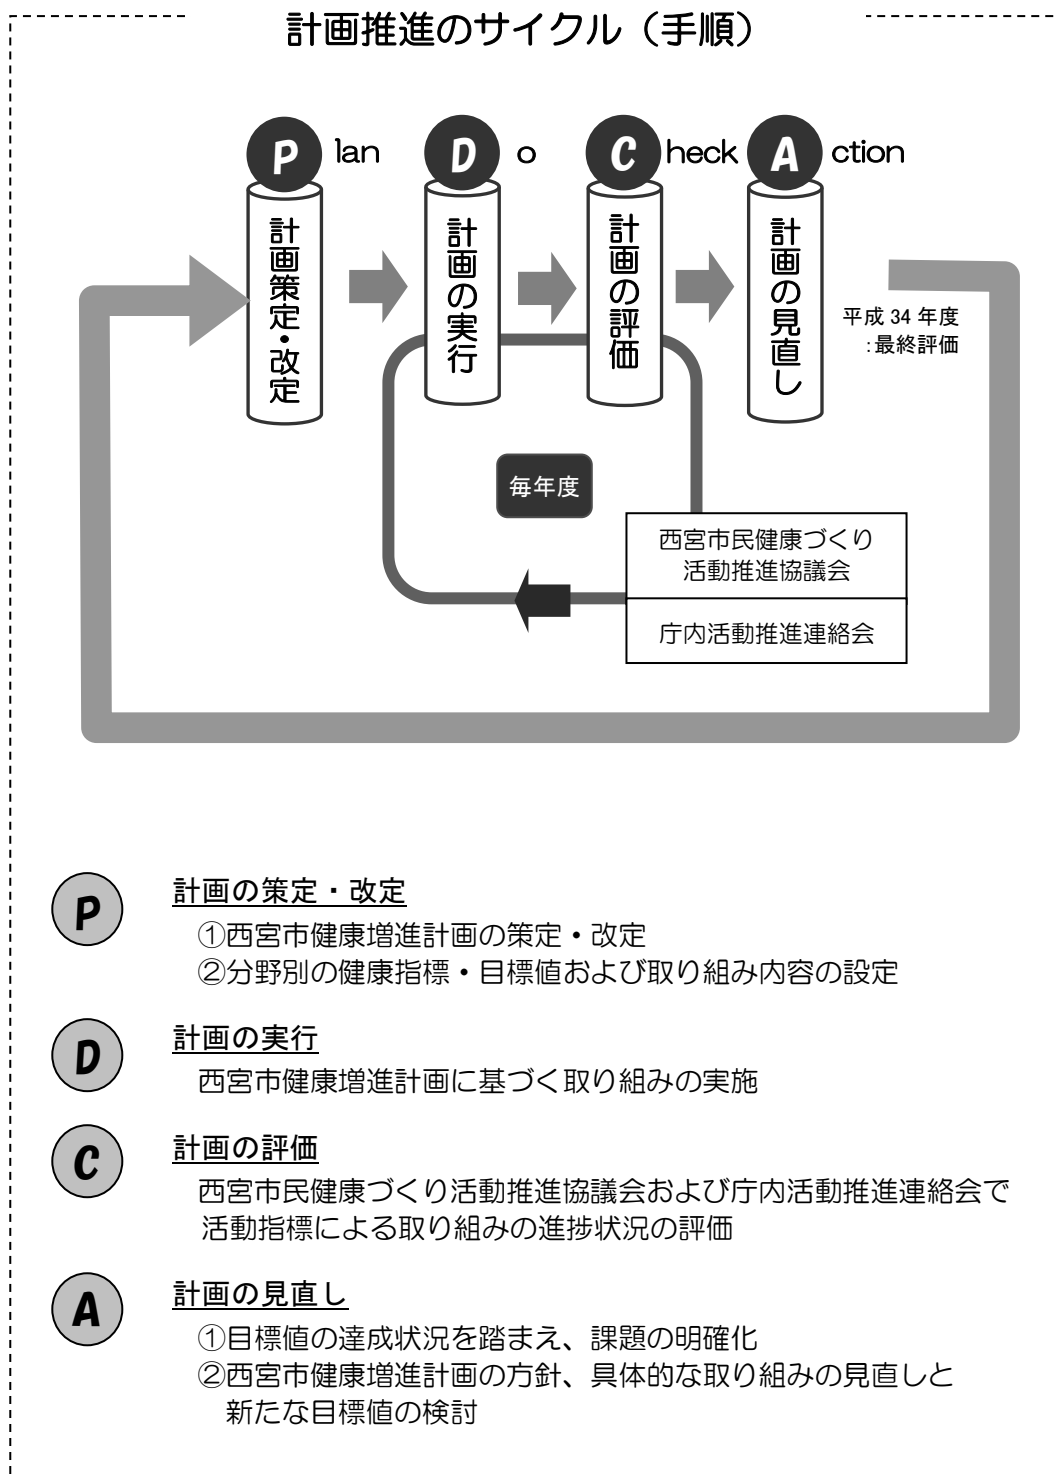 計画推進のサイクル（手順）
Plan
Do
Check
Action
計画策定・改定
計画の実行
計画の評価
計画の見直し
平成 34 年度
：最終評価
毎年度
西宮市民健康づくり
活動推進協議会
庁内活動推進連絡会
P
計画の策定・改定
①西宮市健康増進計画の策定・改定
②分野別の健康指標・目標値および取り組み内容の設定
D
計画の実行
西宮市健康増進計画に基づく取り組みの実施
C
計画の評価
西宮市民健康づくり活動推進協議会および庁内活動推進連絡会で
活動指標による取り組みの進捗状況の評価
A
計画の見直し
①目標値の達成状況を踏まえ、課題の明確化
②西宮市健康増進計画の方針、具体的な取り組みの見直しと
新たな目標値の検討